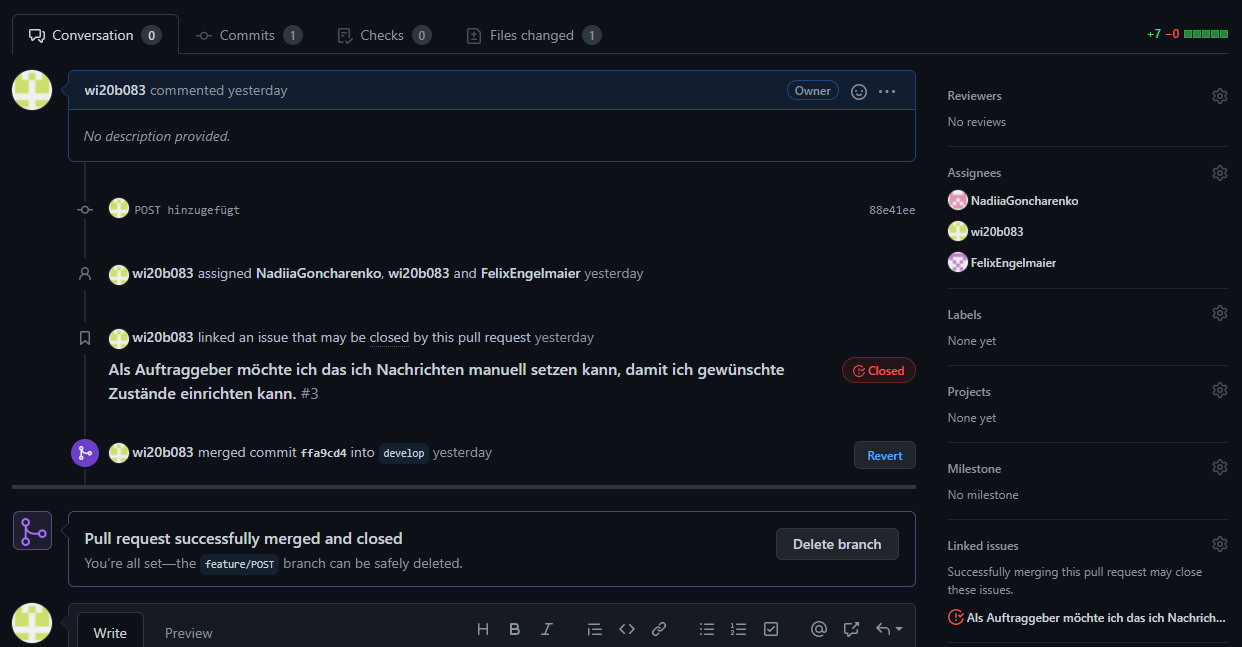 Conversation 0 Commits 1 Checks 0 Files changed 1 +7 −0
wi20b083 commented yesterday Owner
No description provided.
POST hinzugefügt 88e41ee
wi20b083 assigned NadiiaGoncharenko, wi20b083 and FelixEngelmaier yesterday
wi20b083 linked an issue that may be closed by this pull request yesterday
Als Auftraggeber möchte ich das ich Nachrichten manuell setzen kann, damit ich gewünschte
Zustände einrichten kann. #3
Closed
wi20b083 merged commit ffa9cd4 into develop yesterday
Revert
Pull request successfully merged and closed
You're all set—the feature/POST branch can be safely deleted.
Delete branch
Write Preview
Reviewers
No reviews
Assignees
NadiiaGoncharenko
wi20b083
FelixEngelmaier
Labels
None yet
Projects
None yet
Milestone
No milestone
Linked issues
Successfully merging this pull request may close
these issues.
Als Auftraggeber möchte ich das ich Nachrich...